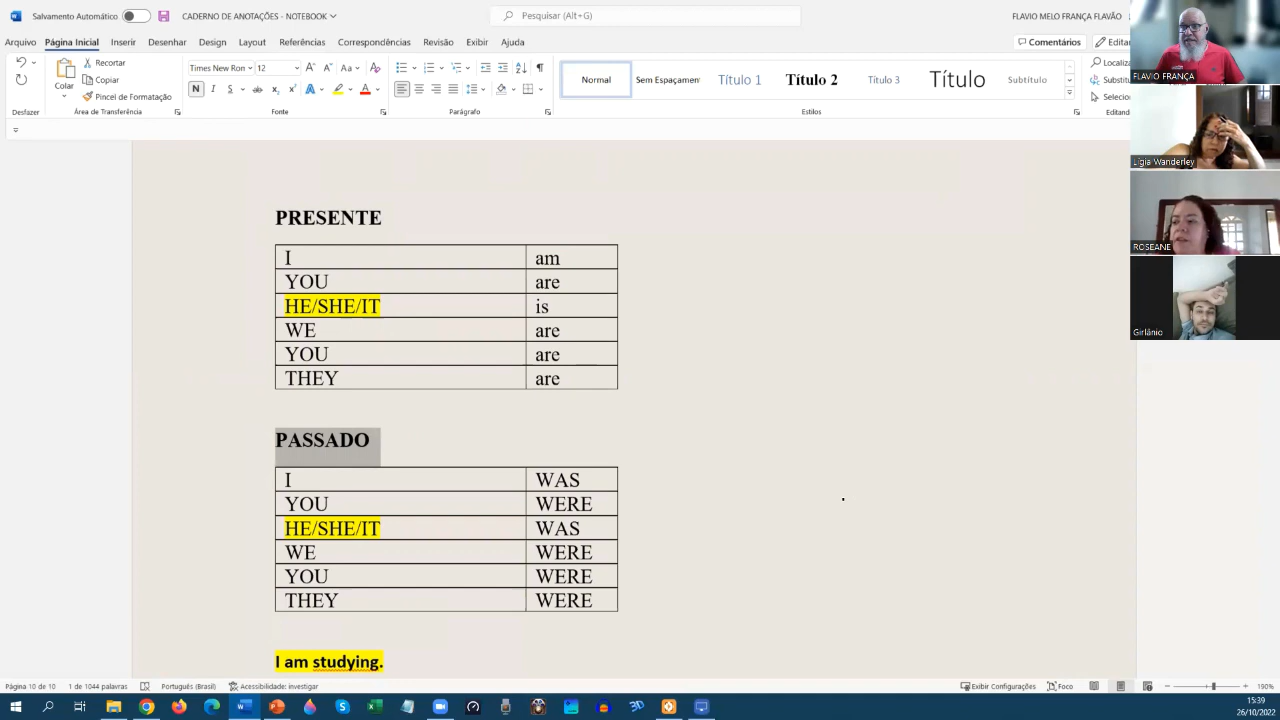 Salvamento Automático CADERNO DE ANOTAÇÕES - NOTEBOOK Pesquisar (Alt+G) FLAVIO MELO FRANÇA FLAVÃO
Arquivo Página Inicial Inserir Desenhar Design Layout Referências Correspondências Revisão Exibir Ajuda Comentários
Colar Recortar
Copiar
Pincel de Formatação
Times New Ron 12
N I S
Normal Sem Espaçamen Título 1 Título 2 Título 3 Título Subtítulo
Desfazer Área de Transferência Fonte Parágrafo Estilos
FLAVIO FRANÇA
Lígia Wanderley
ROSEANE
Girlânio
PRESENTE
I am
YOU are
HE/SHE/IT is
WE are
YOU are
THEY are
PASSADO
I WAS
YOU WERE
HE/SHE/IT WAS
WE WERE
YOU WERE
THEY WERE
I am studying.
Página 10 de 10 1 de 1044 palavras Português (Brasil) Acessibilidade: investigar Exibir Configurações Foco 190%
15:39
26/10/2022